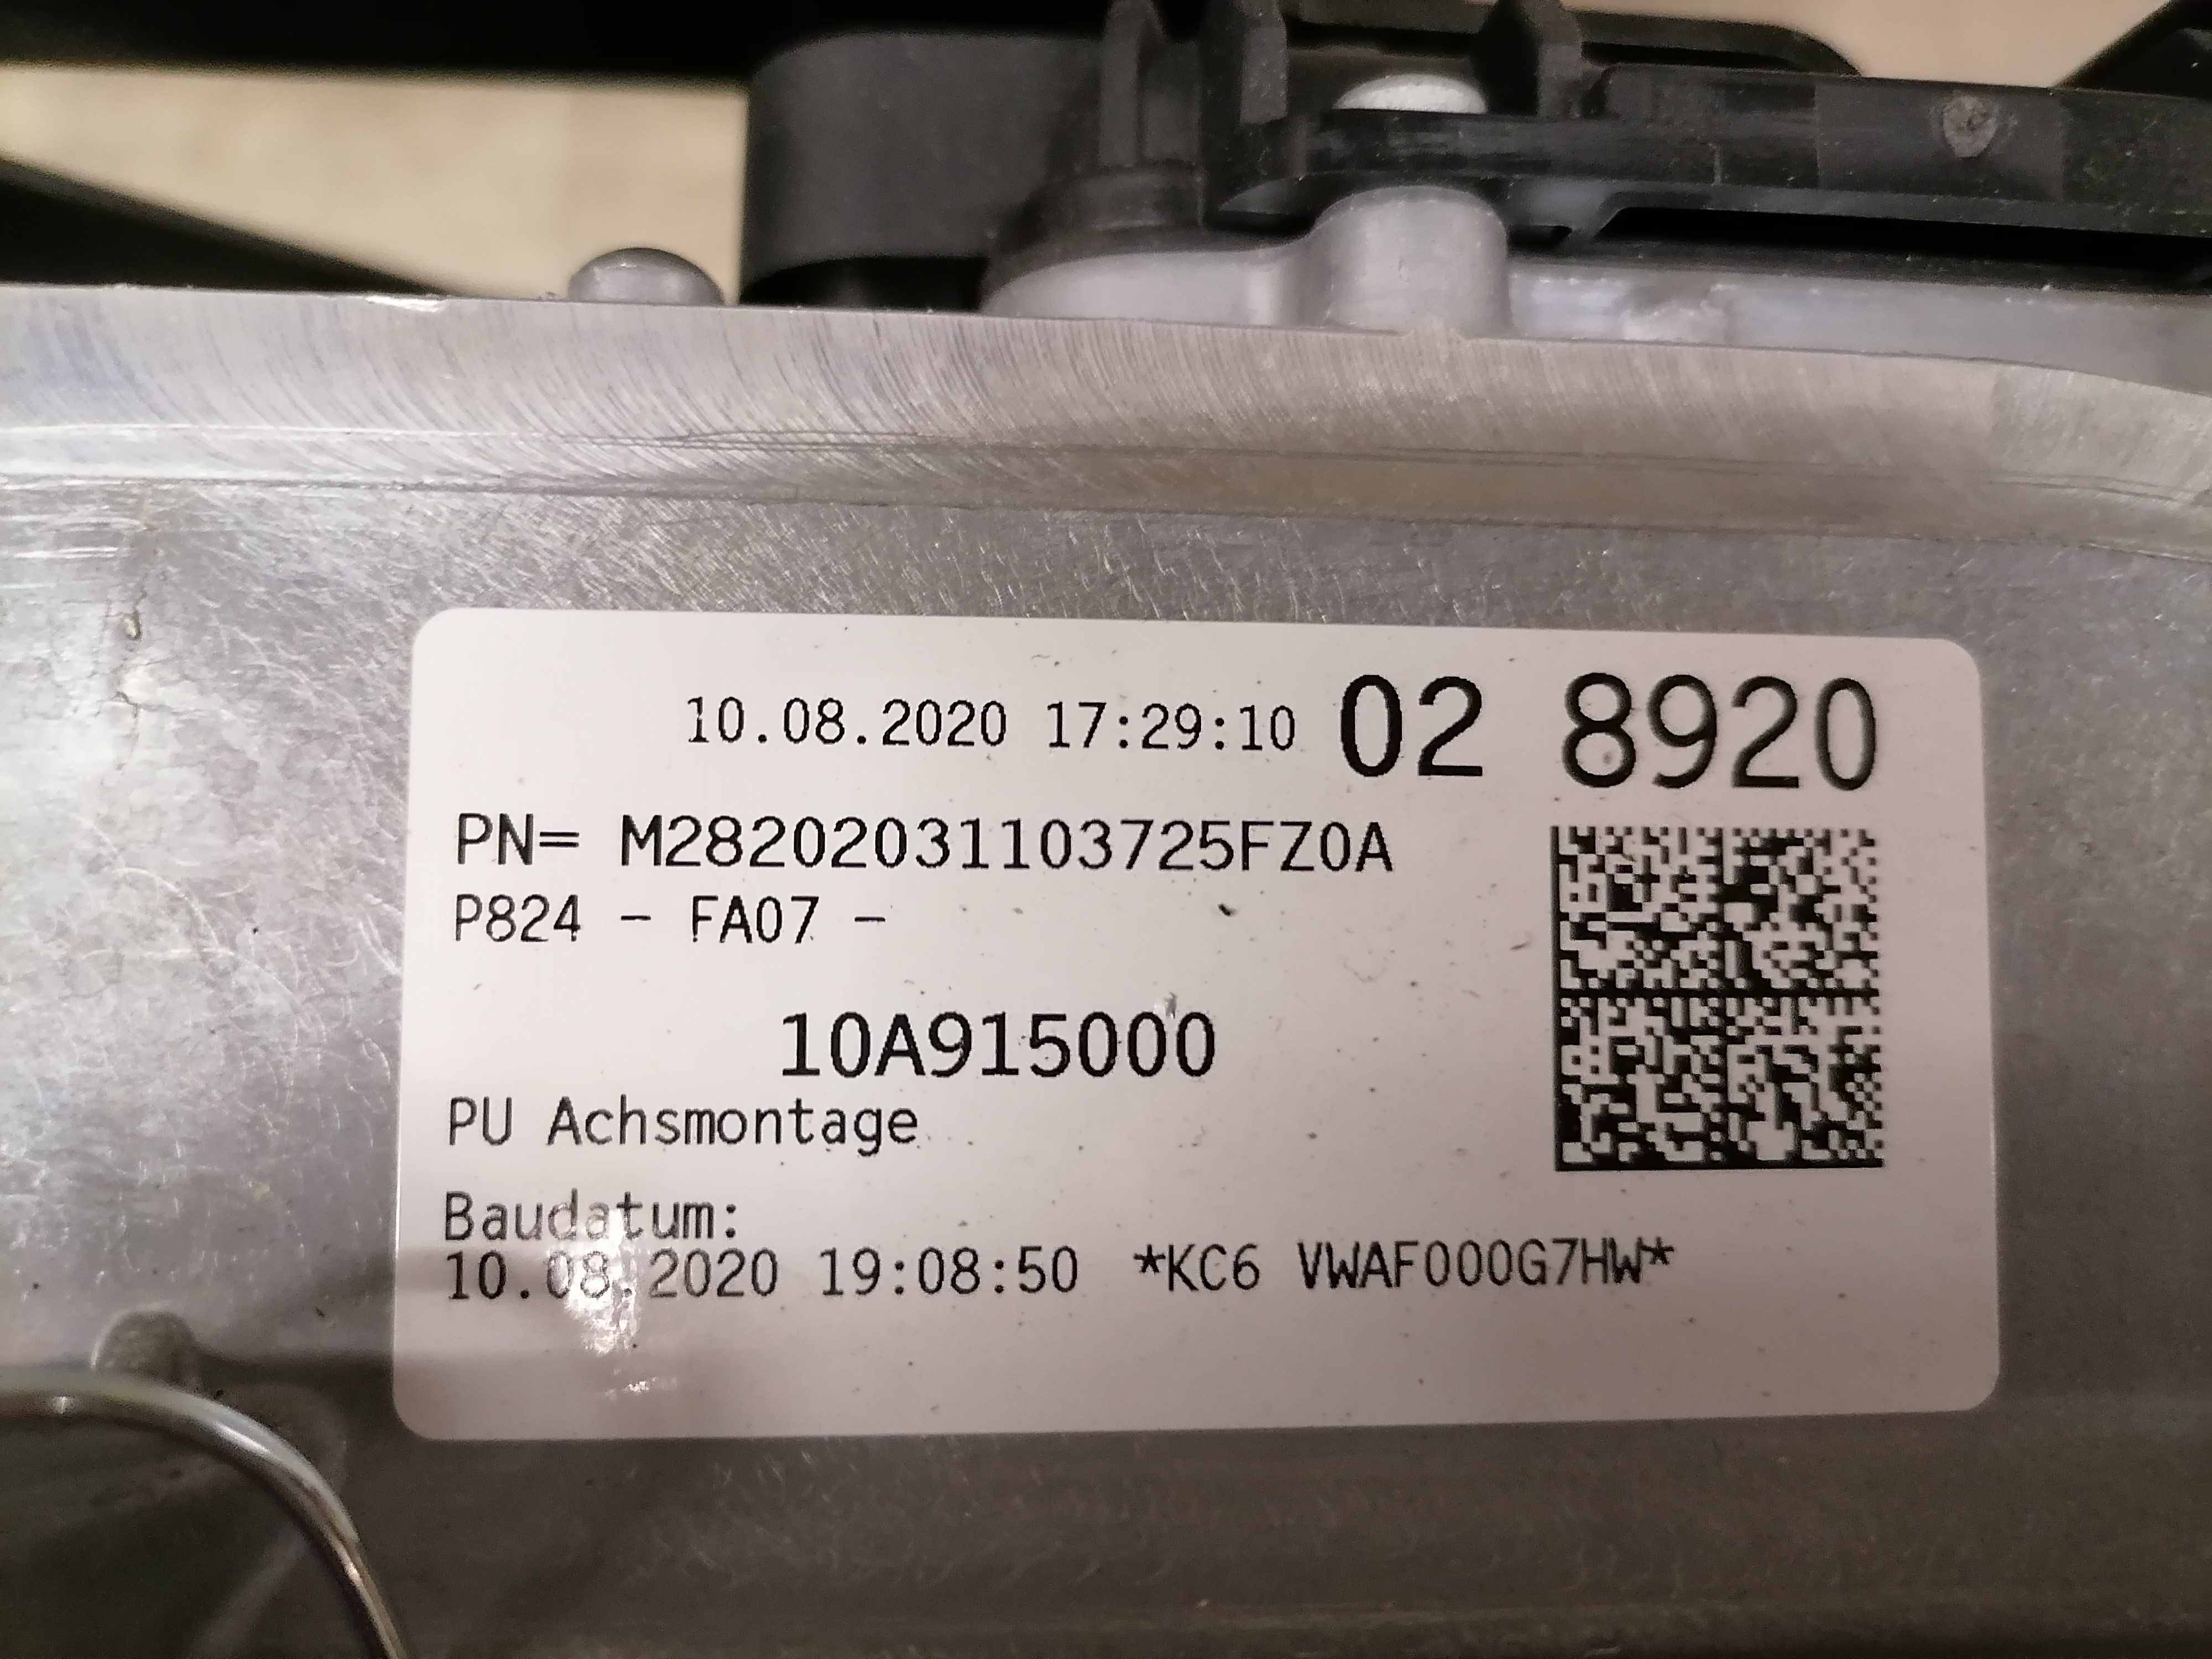 10.08.2020 17:29:10 02 8920
PN= M28202031103725FZ0A
P824 - FA07 -
10A915000
PU Achsmontage
Baudatum:
10.08.2020 19:08:50 *KC6 VWAF000G7HW*